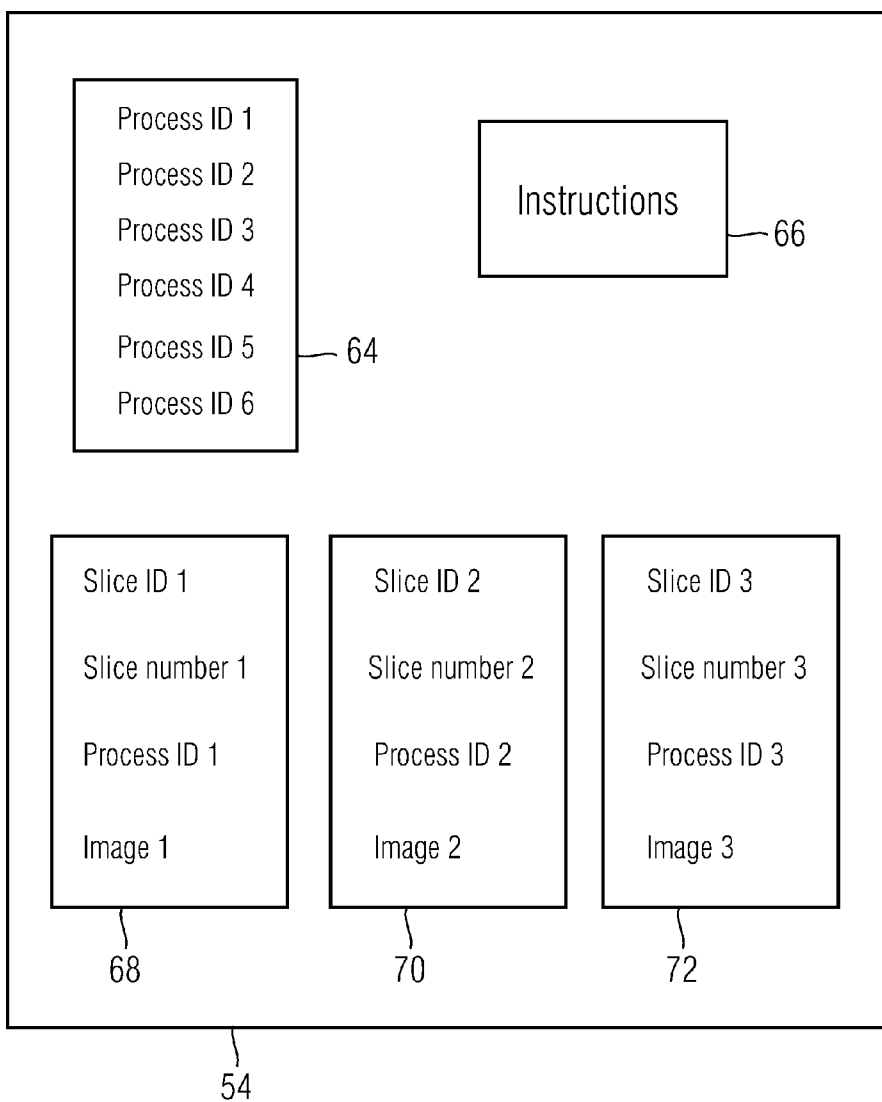 Process ID 1
Process ID 2
Process ID 3
Process ID 4
Process ID 5
Process ID 6
64
Instructions
66
Slice ID 1
Slice number 1
Process ID 1
Image 1
68
Slice ID 2
Slice number 2
Process ID 2
Image 2
70
Slice ID 3
Slice number 3
Process ID 3
Image 3
72
54